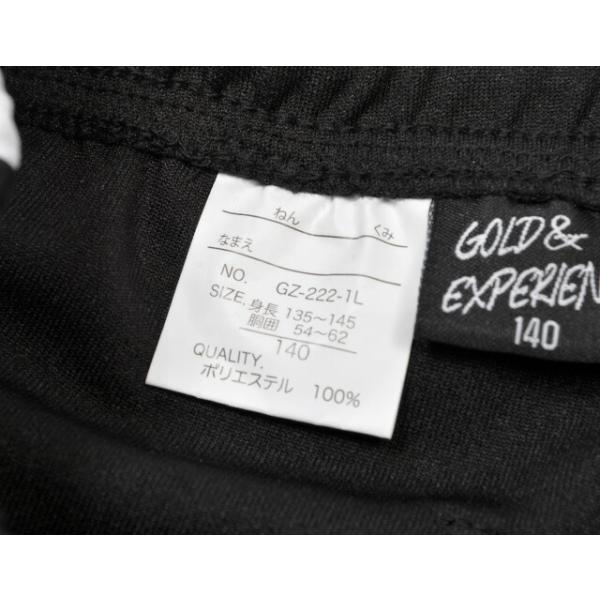 ねん くみ
なまえ
NO. GZ-222-1L
SIZE. 身長 135～145
胴囲 54～62
140
QUALITY.
ポリエステル 100%
GOLD &
EXPERIEN
140